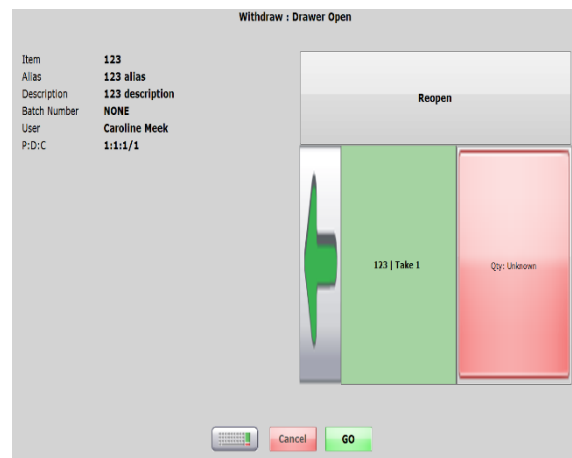 Withdraw : Drawer Open
Item 123
Alias 123 alias
Description 123 description
Batch Number NONE
User Caroline Meek
P:D:C 1:1:1/1
Reopen
123 | Take 1
Qty: Unknown
Cancel
GO